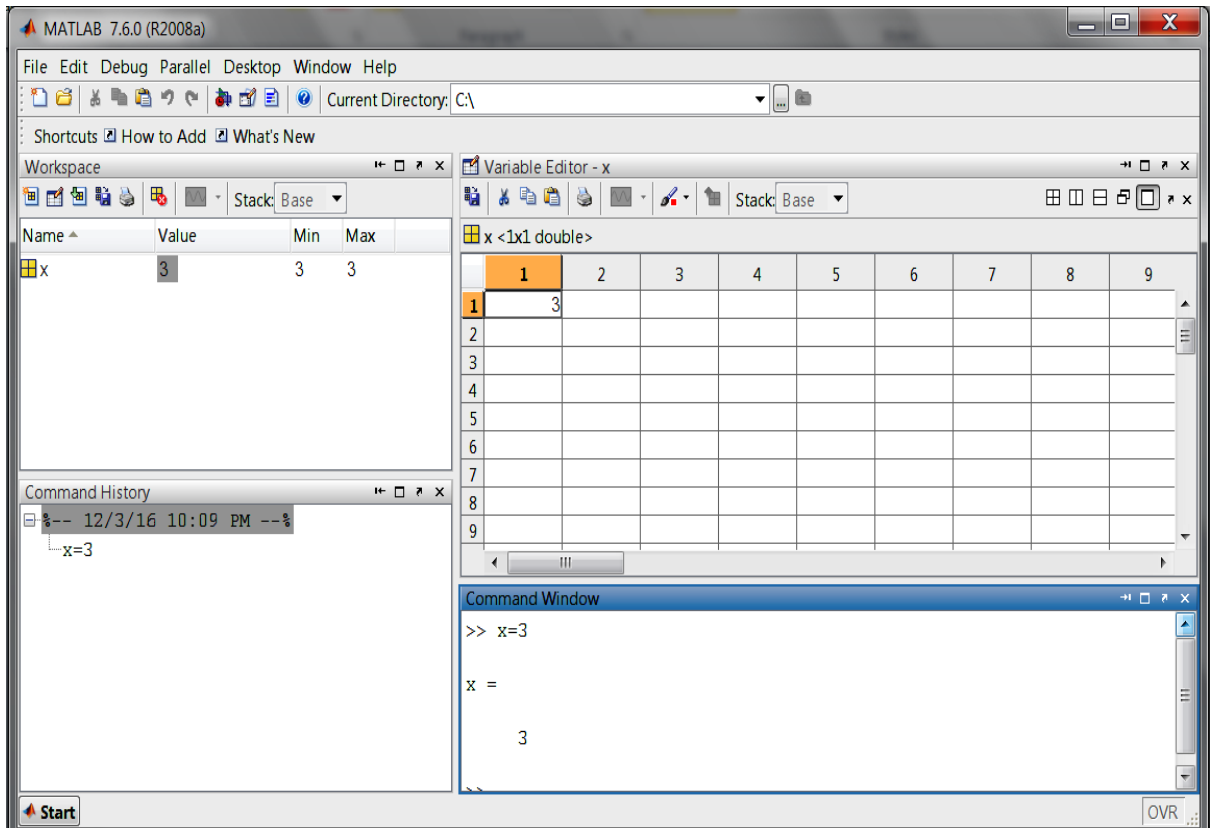 MATLAB 7.6.0 (R2008a)
File Edit Debug Parallel Desktop Window Help
Current Directory: C:\ ...
Shortcuts How to Add What's New
Workspace
Stack: Base
Name Value Min Max
x 3 3 3
Command History
%-- 12/3/16 10:09 PM --%
x=3
Variable Editor - x
Stack: Base
x <1x1 double>
1 2 3 4 5 6 7 8 9
1 3
2
3
4
5
6
7
8
9
Command Window
>> x=3
x =
3
>>
Start
OVR